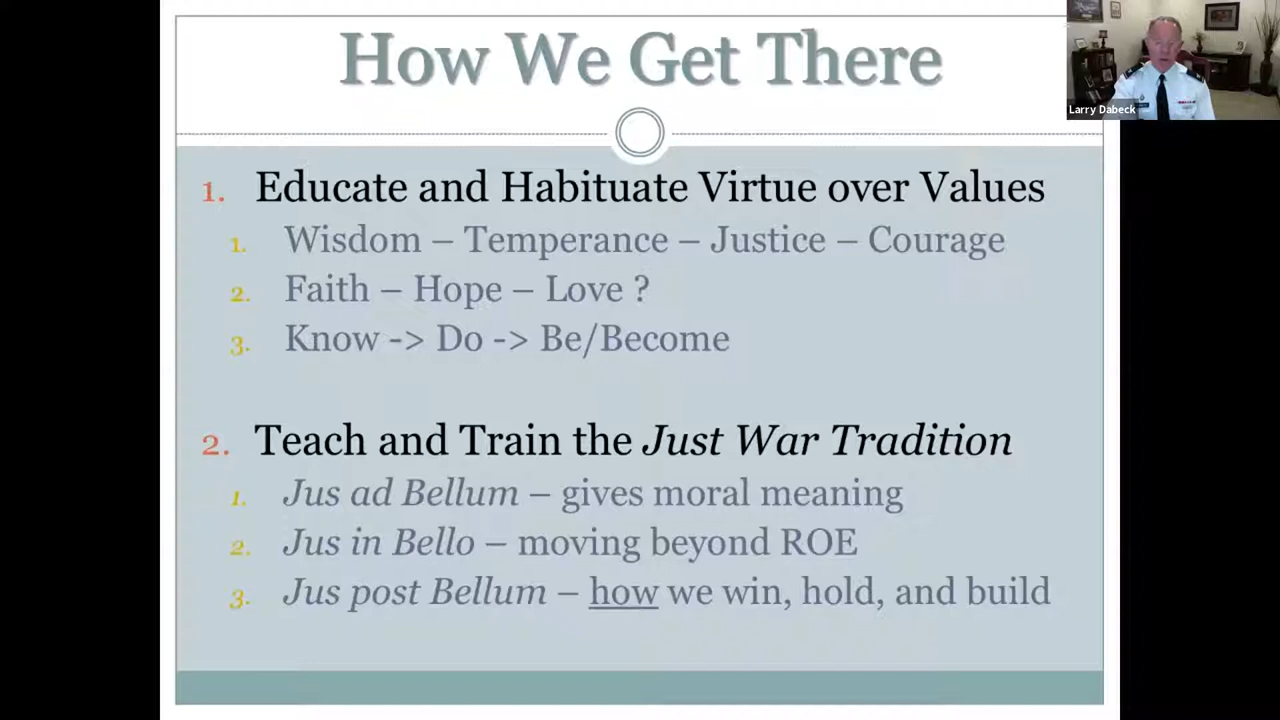 How We Get There
Larry Dabeck
1. Educate and Habituate Virtue over Values
1. Wisdom – Temperance – Justice – Courage
2. Faith – Hope – Love ?
3. Know -> Do -> Be/Become
2. Teach and Train the Just War Tradition
1. Jus ad Bellum – gives moral meaning
2. Jus in Bello – moving beyond ROE
3. Jus post Bellum – how we win, hold, and build